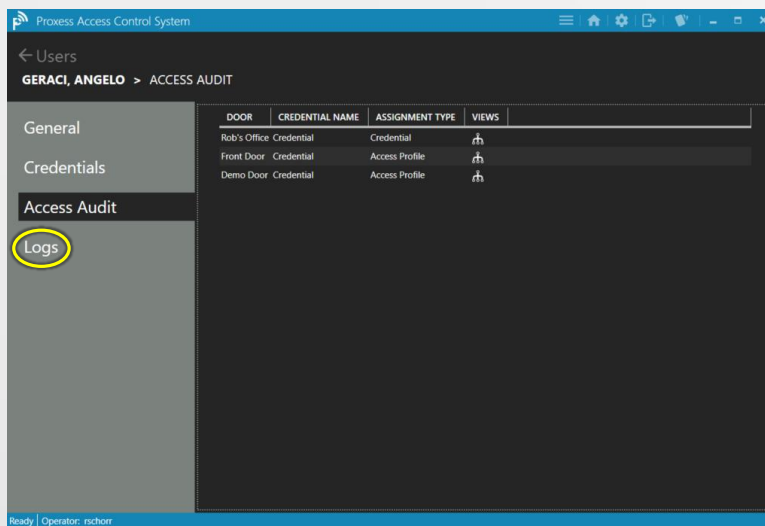 Proxess Access Control System
Users
GERACI, ANGELO > ACCESS AUDIT
General
Credentials
Access Audit
Logs
DOOR CREDENTIAL NAME ASSIGNMENT TYPE VIEWS
Rob's Office Credential Credential
Front Door Credential Access Profile
Demo Door Credential Access Profile
Ready Operator: rschorr